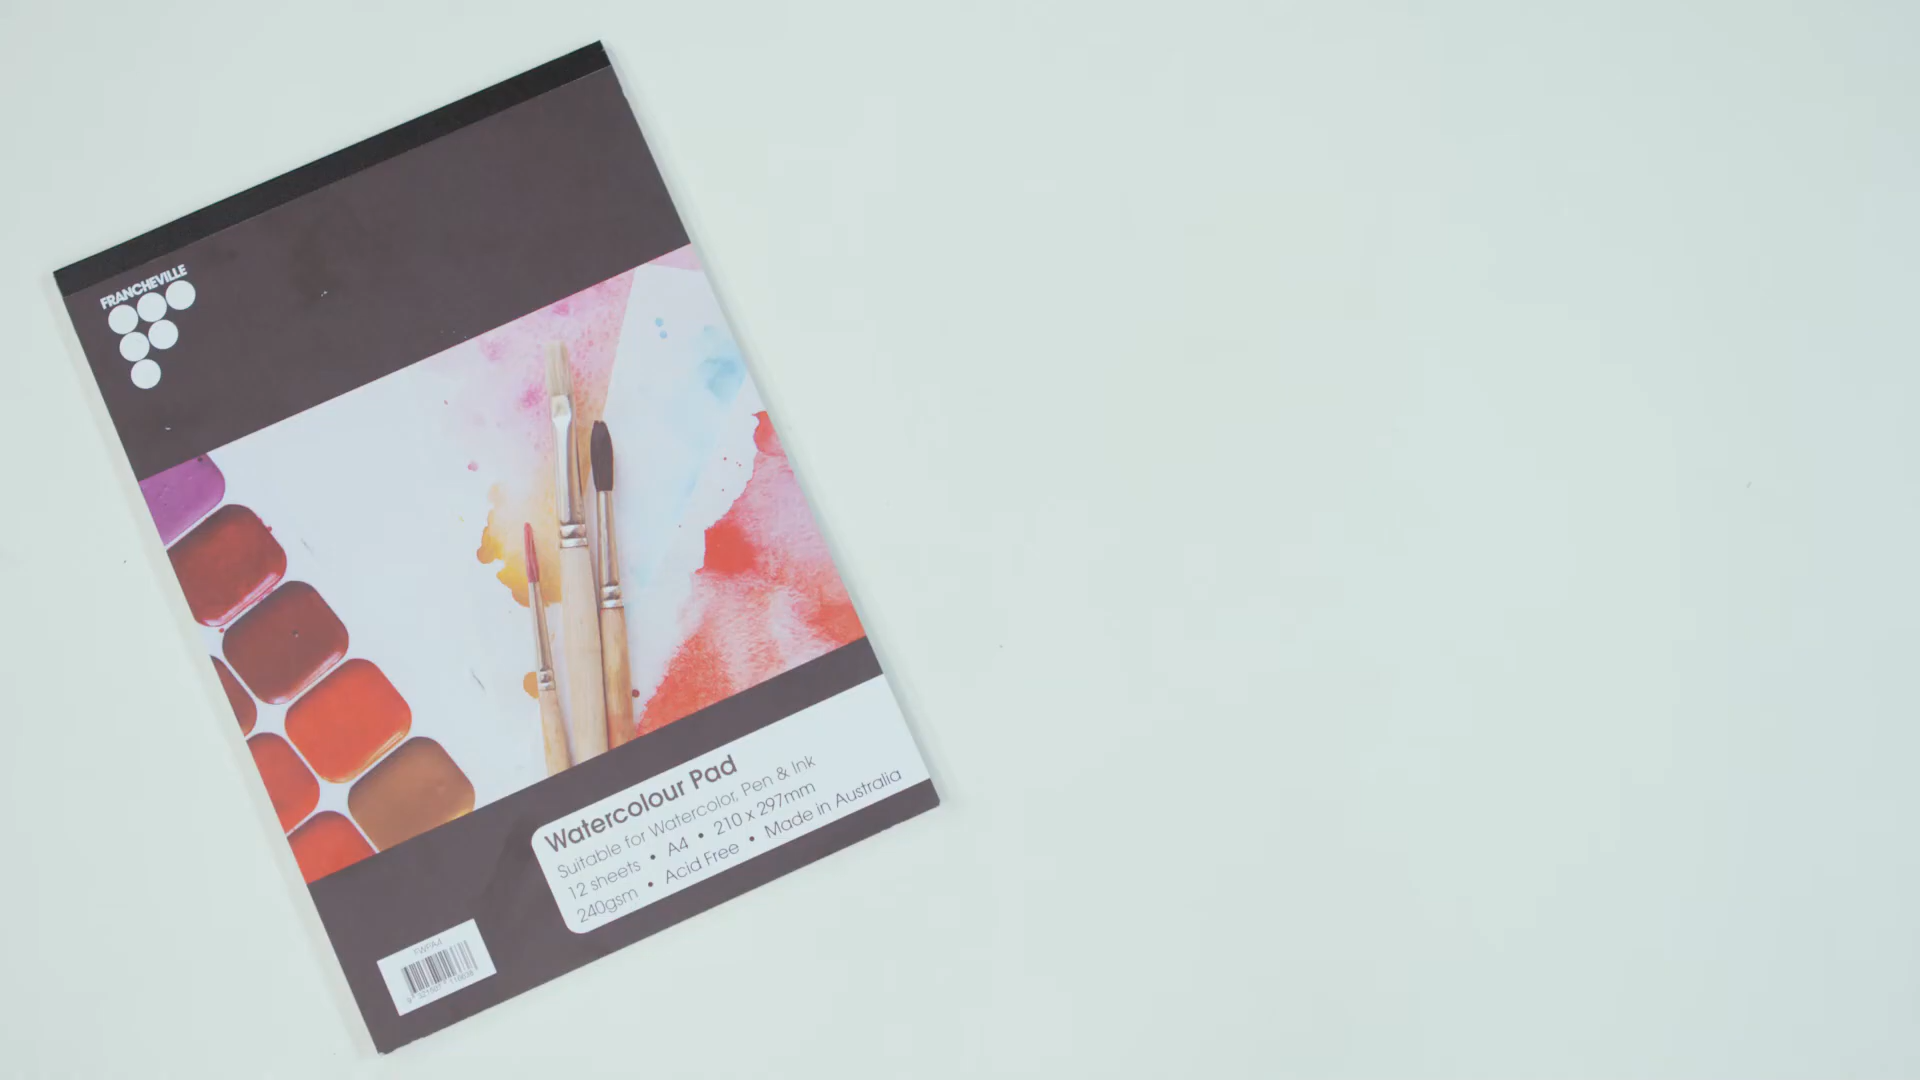 FRANCHEVILLE
Watercolour Pad
Suitable for Watercolor, Pen & Ink
12 sheets • A4 • 210 x 297mm
240gsm • Acid Free • Made in Australia
FWPA4